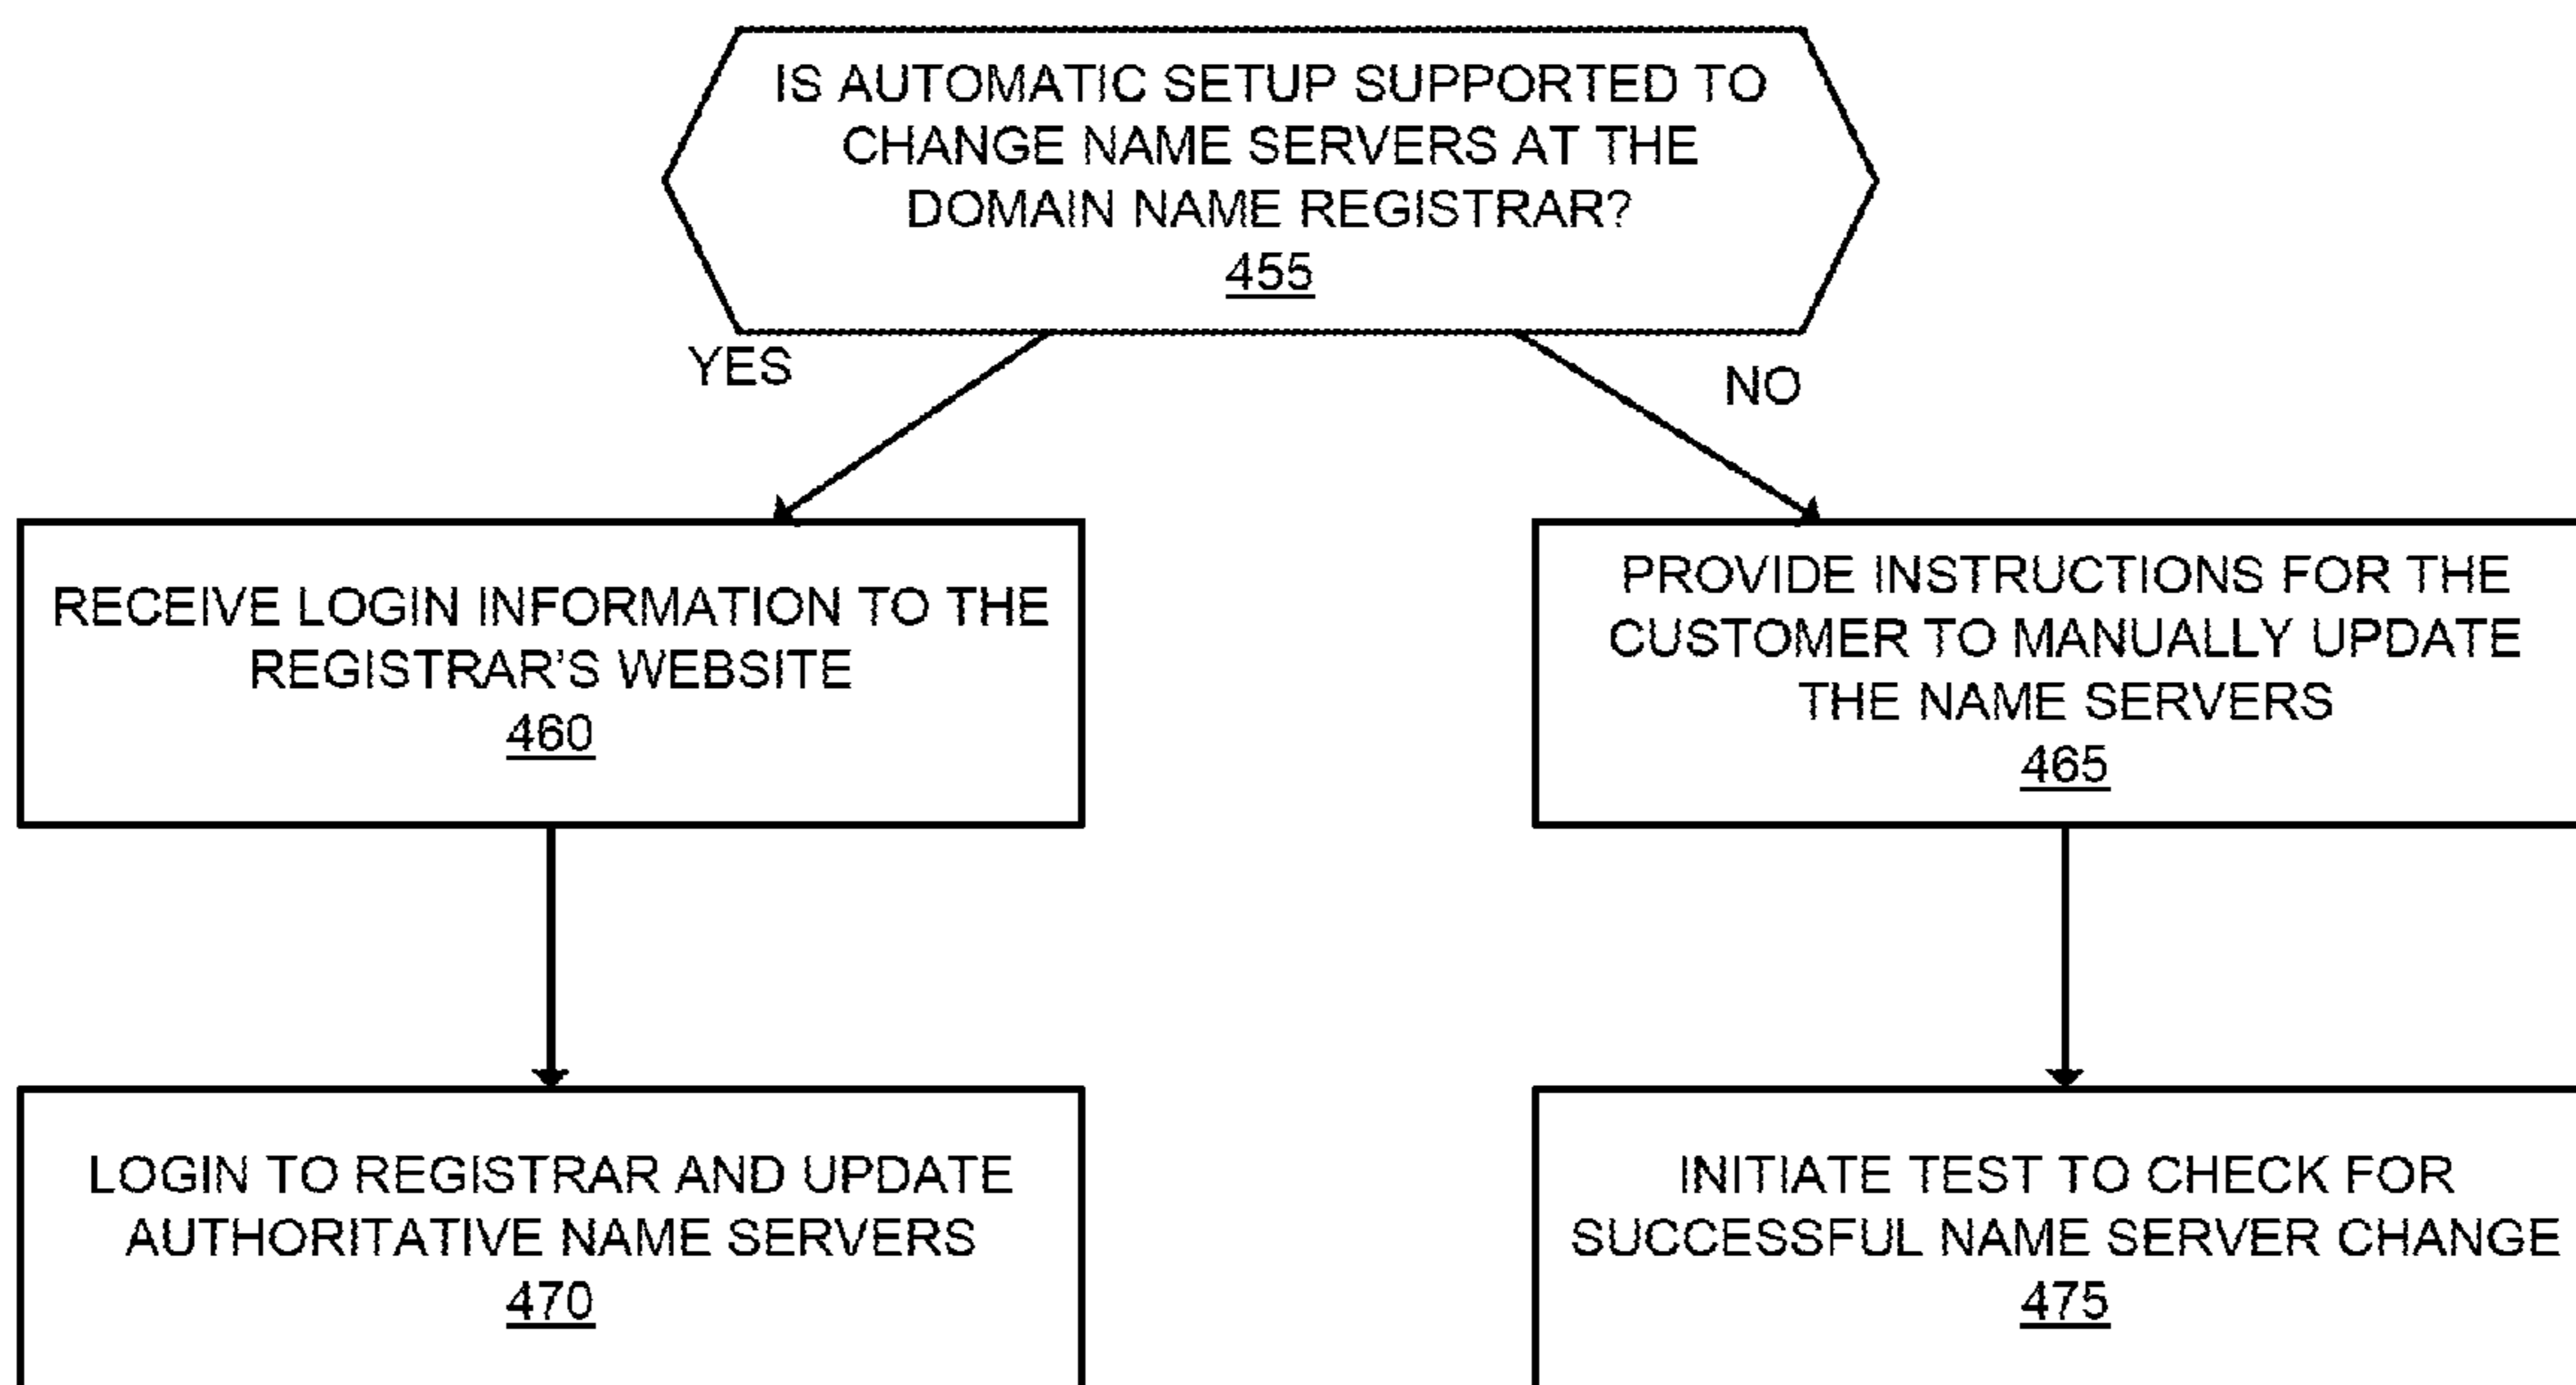 IS AUTOMATIC SETUP SUPPORTED TO
CHANGE NAME SERVERS AT THE
DOMAIN NAME REGISTRAR?
455
YES
NO
RECEIVE LOGIN INFORMATION TO THE
REGISTRAR'S WEBSITE
460
PROVIDE INSTRUCTIONS FOR THE
CUSTOMER TO MANUALLY UPDATE
THE NAME SERVERS
465
LOGIN TO REGISTRAR AND UPDATE
AUTHORITATIVE NAME SERVERS
470
INITIATE TEST TO CHECK FOR
SUCCESSFUL NAME SERVER CHANGE
475